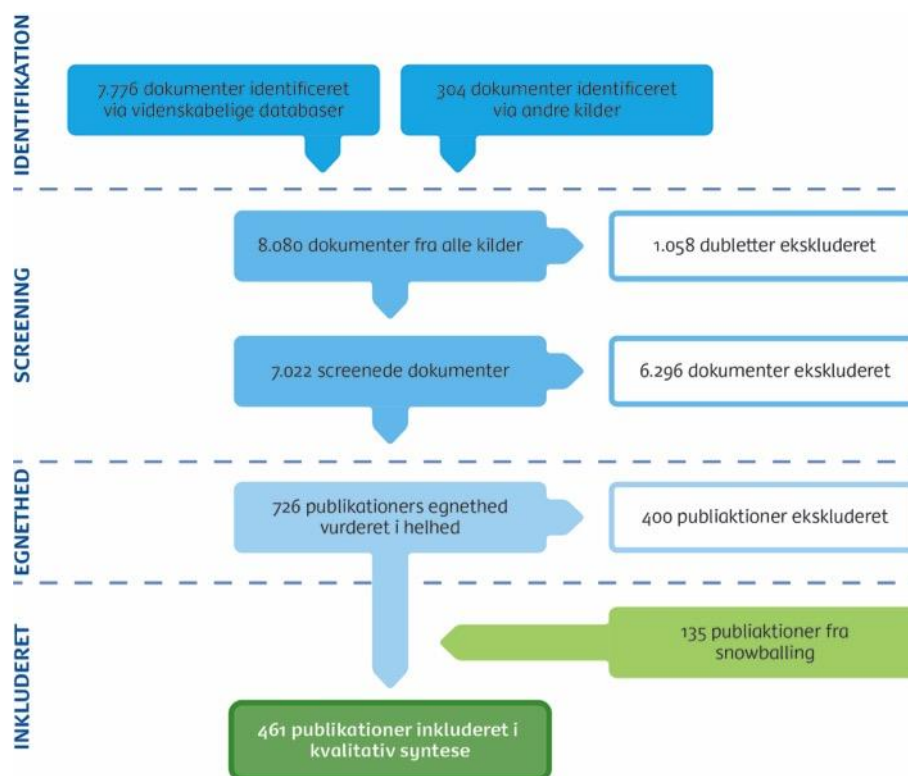 IDENTIFIKATION
7.776 dokumenter identificeret
via videnskabelige databaser
304 dokumenter identificeret
via andre kilder
SCREENING
8.080 dokumenter fra alle kilder
1.058 dubletter ekskluderet
7.022 screenede dokumenter
6.296 dokumenter ekskluderet
EGNETHED
726 publikationers egnethed
vurderet i helhed
400 publiaktioner ekskluderet
INKLUDERET
135 publiaktioner fra
snowballing
461 publikationer inkluderet i
kvalitativ syntese